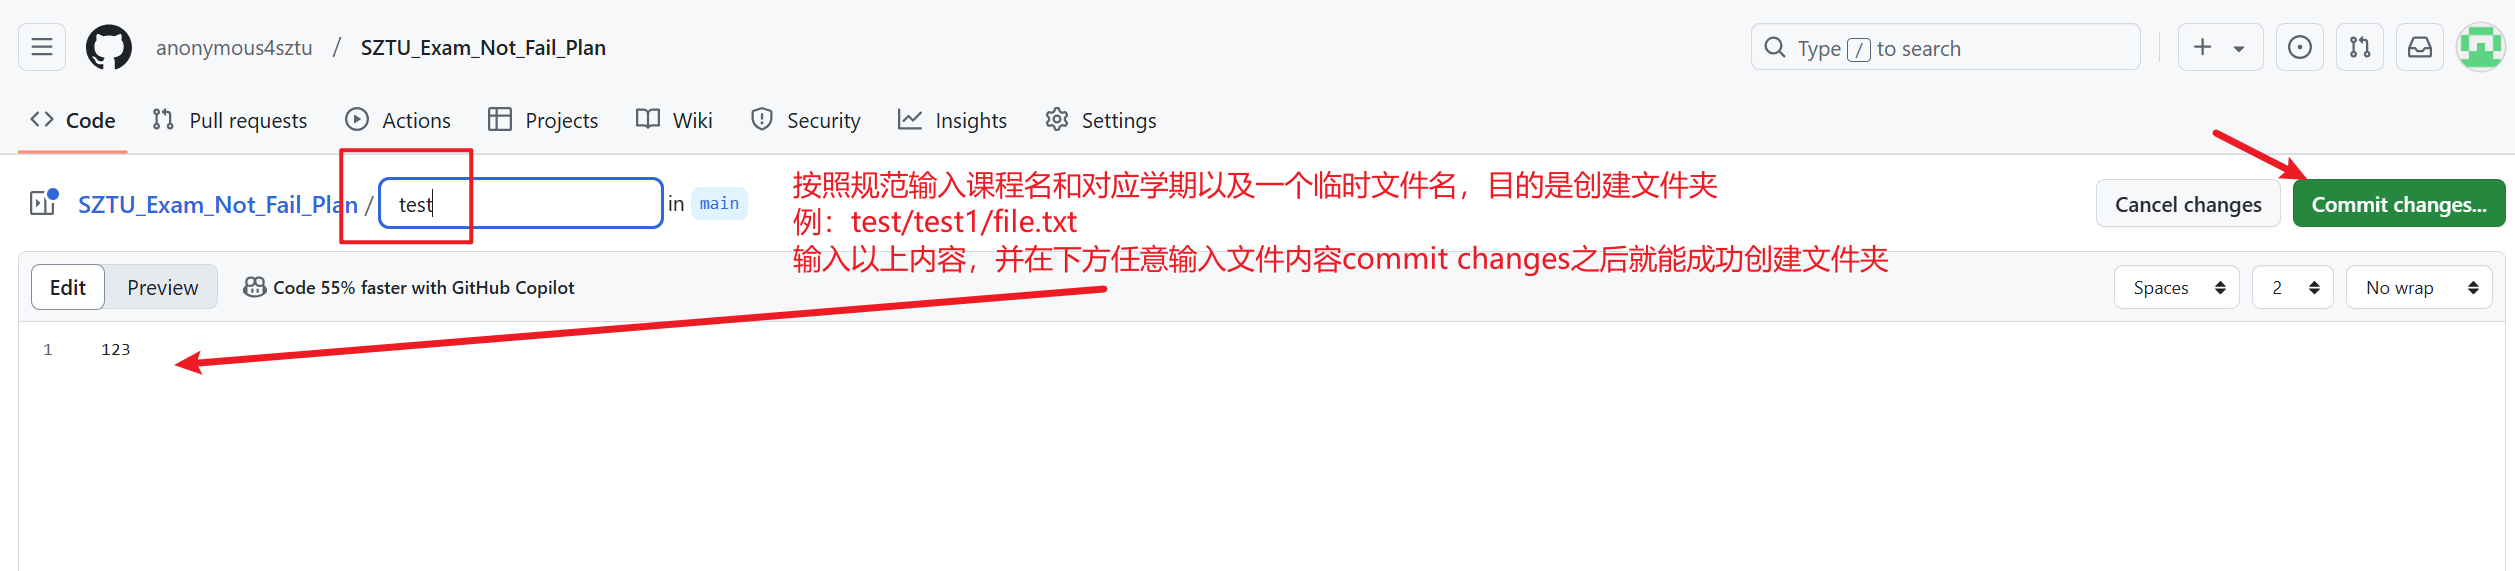 anonymous4sztu / SZTU_Exam_Not_Fail_Plan
Type / to search
Code
Pull requests
Actions
Projects
Wiki
Security
Insights
Settings
SZTU_Exam_Not_Fail_Plan / test in main
按照规范输入课程名和对应学期以及一个临时文件名，目的是创建文件夹
例：test/test1/file.txt
输入以上内容，并在下方任意输入文件内容commit changes之后就能成功创建文件夹
Cancel changes
Commit changes...
Edit
Preview
Code 55% faster with GitHub Copilot
Spaces
2
No wrap
1 123